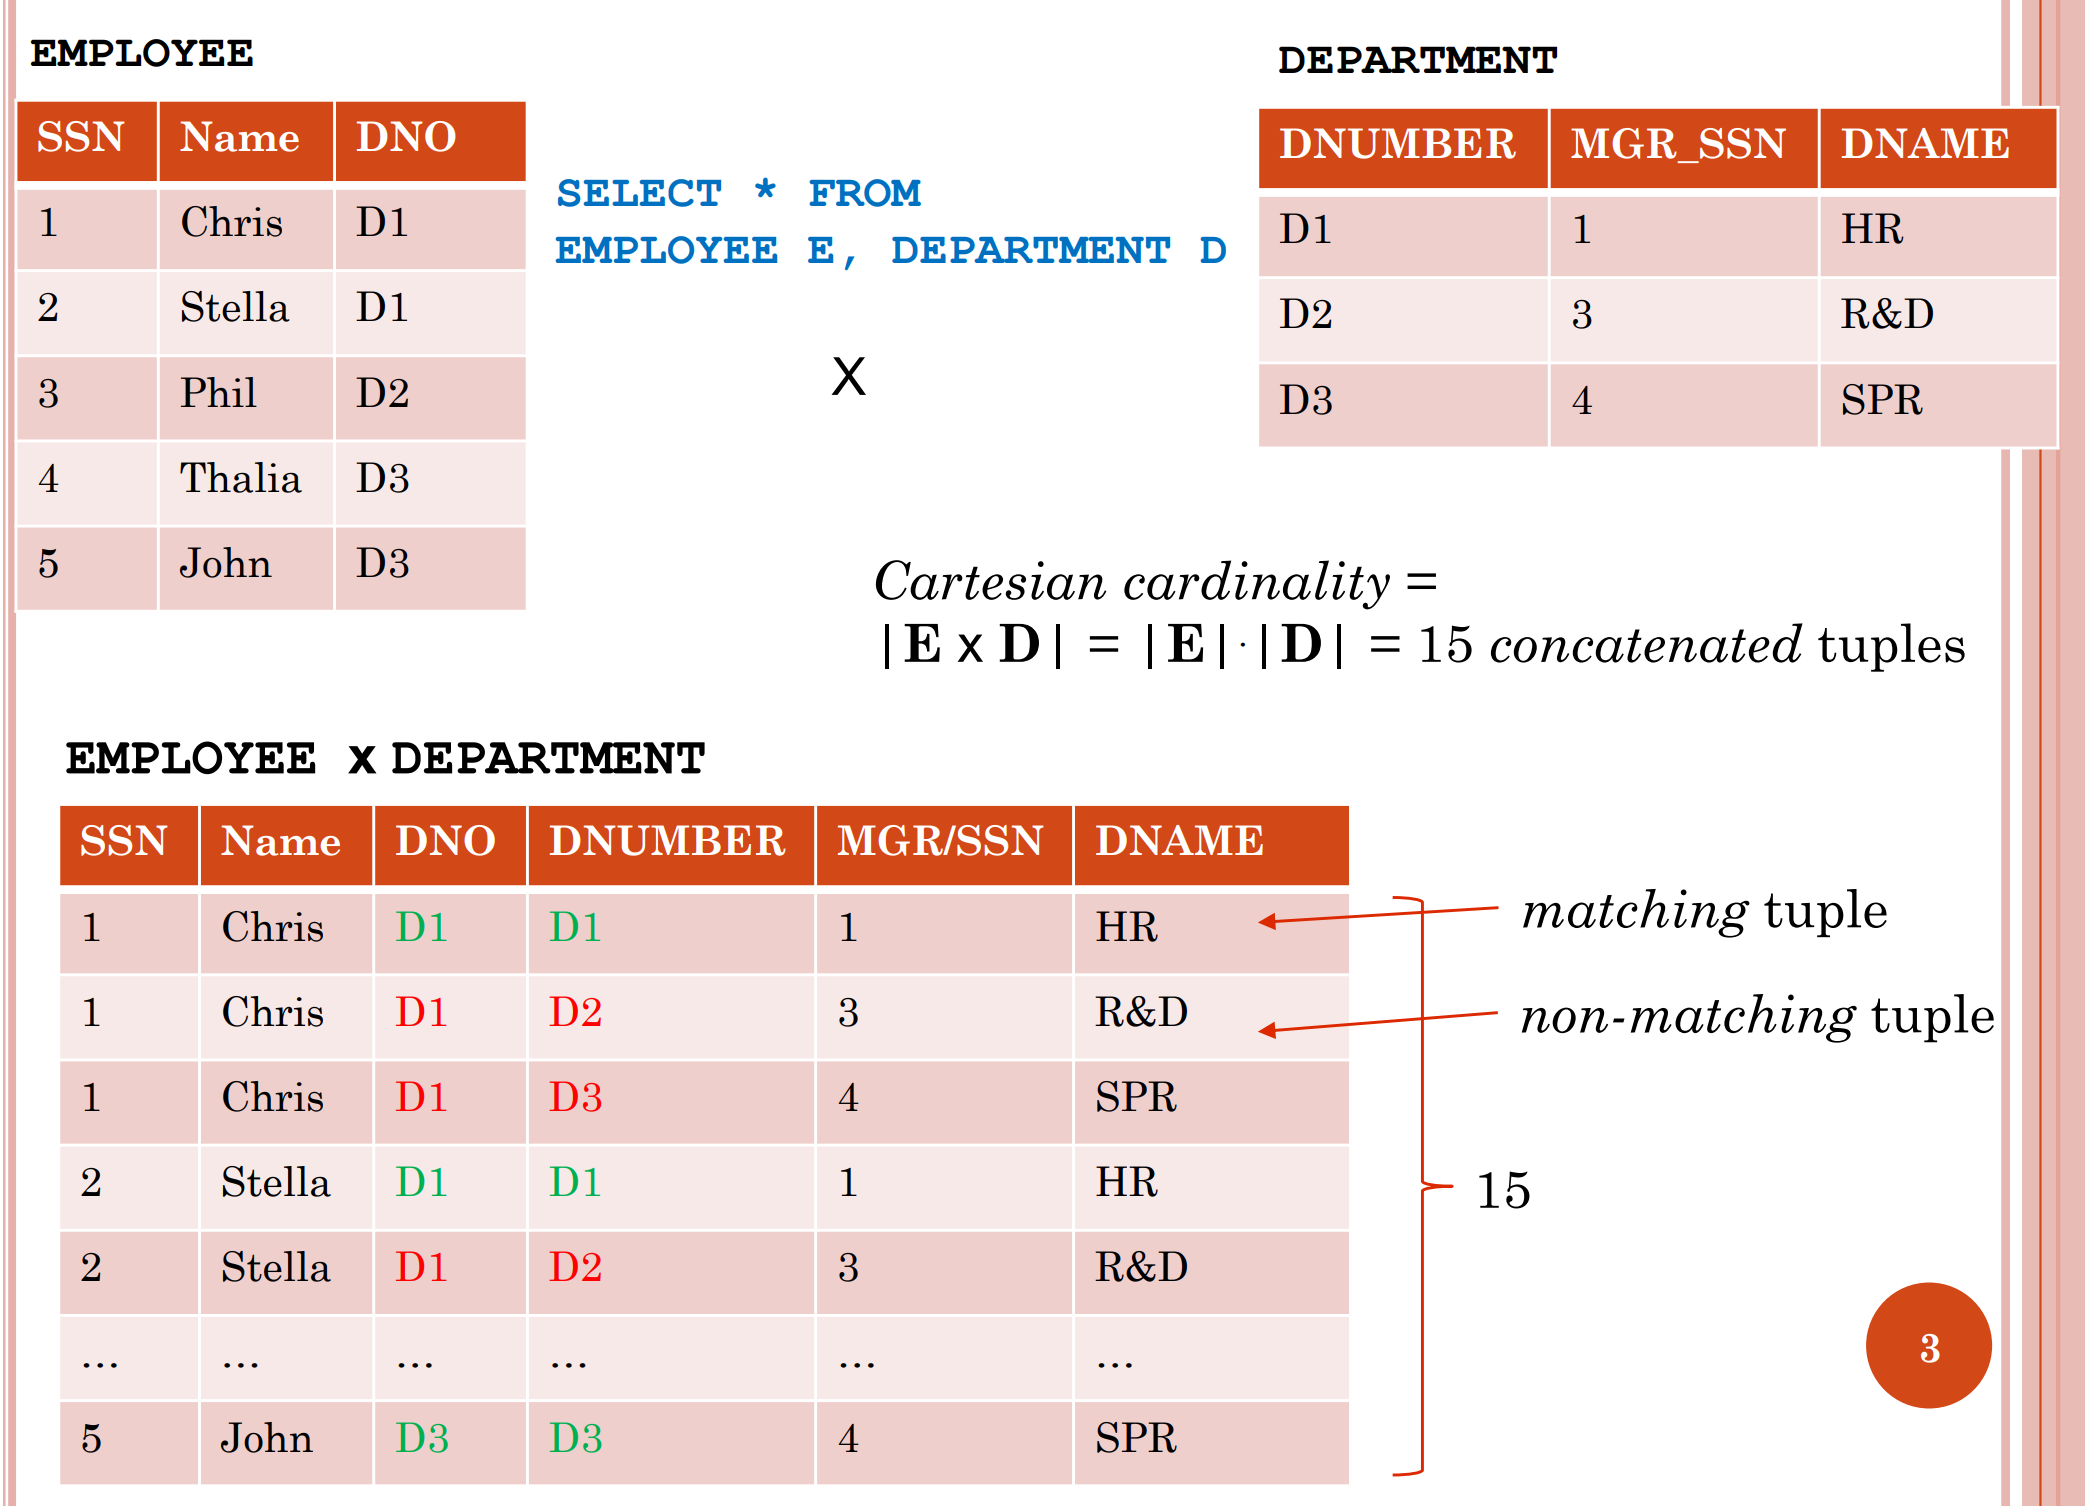 EMPLOYEE
SSN Name DNO
1 Chris D1
2 Stella D1
3 Phil D2
4 Thalia D3
5 John D3
SELECT * FROM
EMPLOYEE E, DEPARTMENT D
X
DEPARTMENT
DNUMBER MGR_SSN DNAME
D1 1 HR
D2 3 R&D
D3 4 SPR
Cartesian cardinality =
|E x D| = |E|·|D| = 15 concatenated tuples
EMPLOYEE x DEPARTMENT
SSN Name DNO DNUMBER MGR/SSN DNAME
1 Chris D1 D1 1 HR
1 Chris D1 D2 3 R&D
1 Chris D1 D3 4 SPR
2 Stella D1 D1 1 HR
2 Stella D1 D2 3 R&D
... ... ... ... ... ...
5 John D3 D3 4 SPR
matching tuple
non-matching tuple
15
3